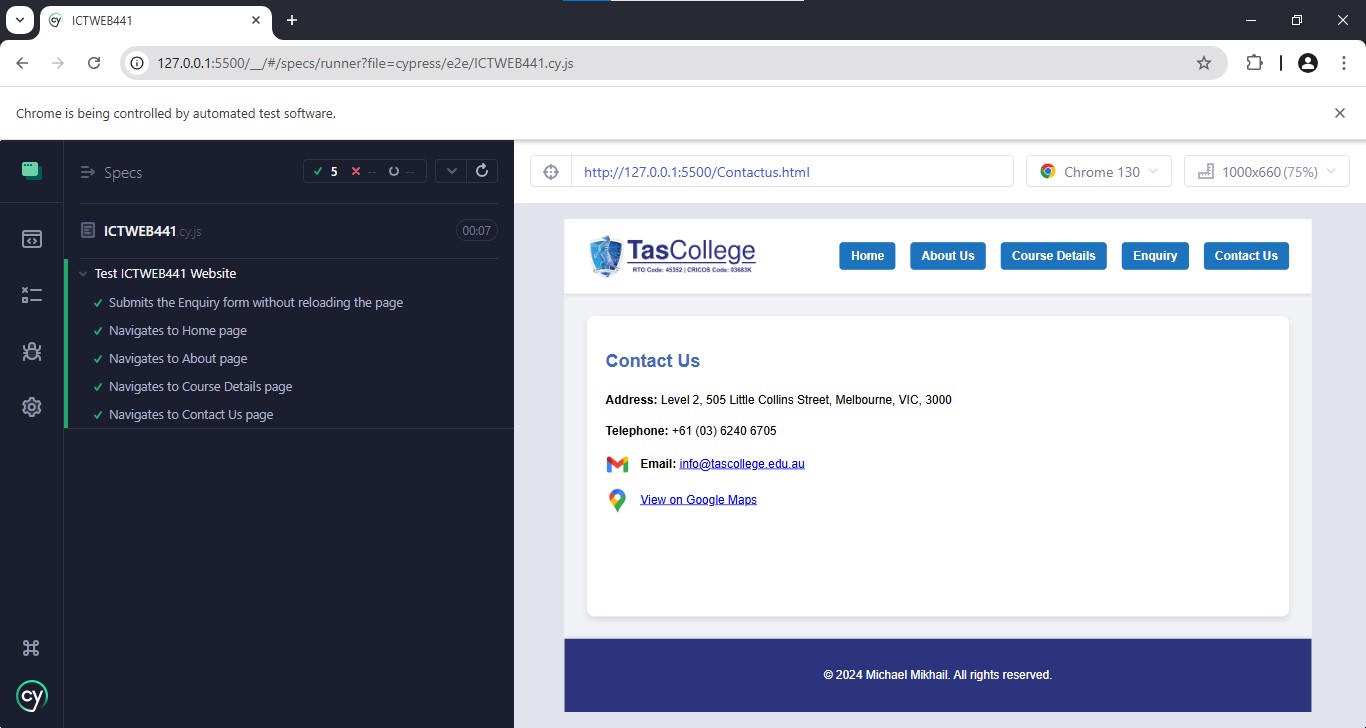 ICTWEB441
127.0.0.1:5500/__/#/specs/runner?file=cypress/e2e/ICTWEB441.cy.js
Chrome is being controlled by automated test software.
Specs
5 -- --
ICTWEB441.cy.js 00:07
Test ICTWEB441 Website
Submits the Enquiry form without reloading the page
Navigates to Home page
Navigates to About page
Navigates to Course Details page
Navigates to Contact Us page
cy
http://127.0.0.1:5500/Contactus.html Chrome 130 1000x660 (75%)
TasCollege
RTO Code: 45352 | CRICOS Code: 03683K
Home About Us Course Details Enquiry Contact Us
Contact Us
Address: Level 2, 505 Little Collins Street, Melbourne, VIC, 3000
Telephone: +61 (03) 6240 6705
Email: info@tascollege.edu.au
View on Google Maps
© 2024 Michael Mikhail. All rights reserved.